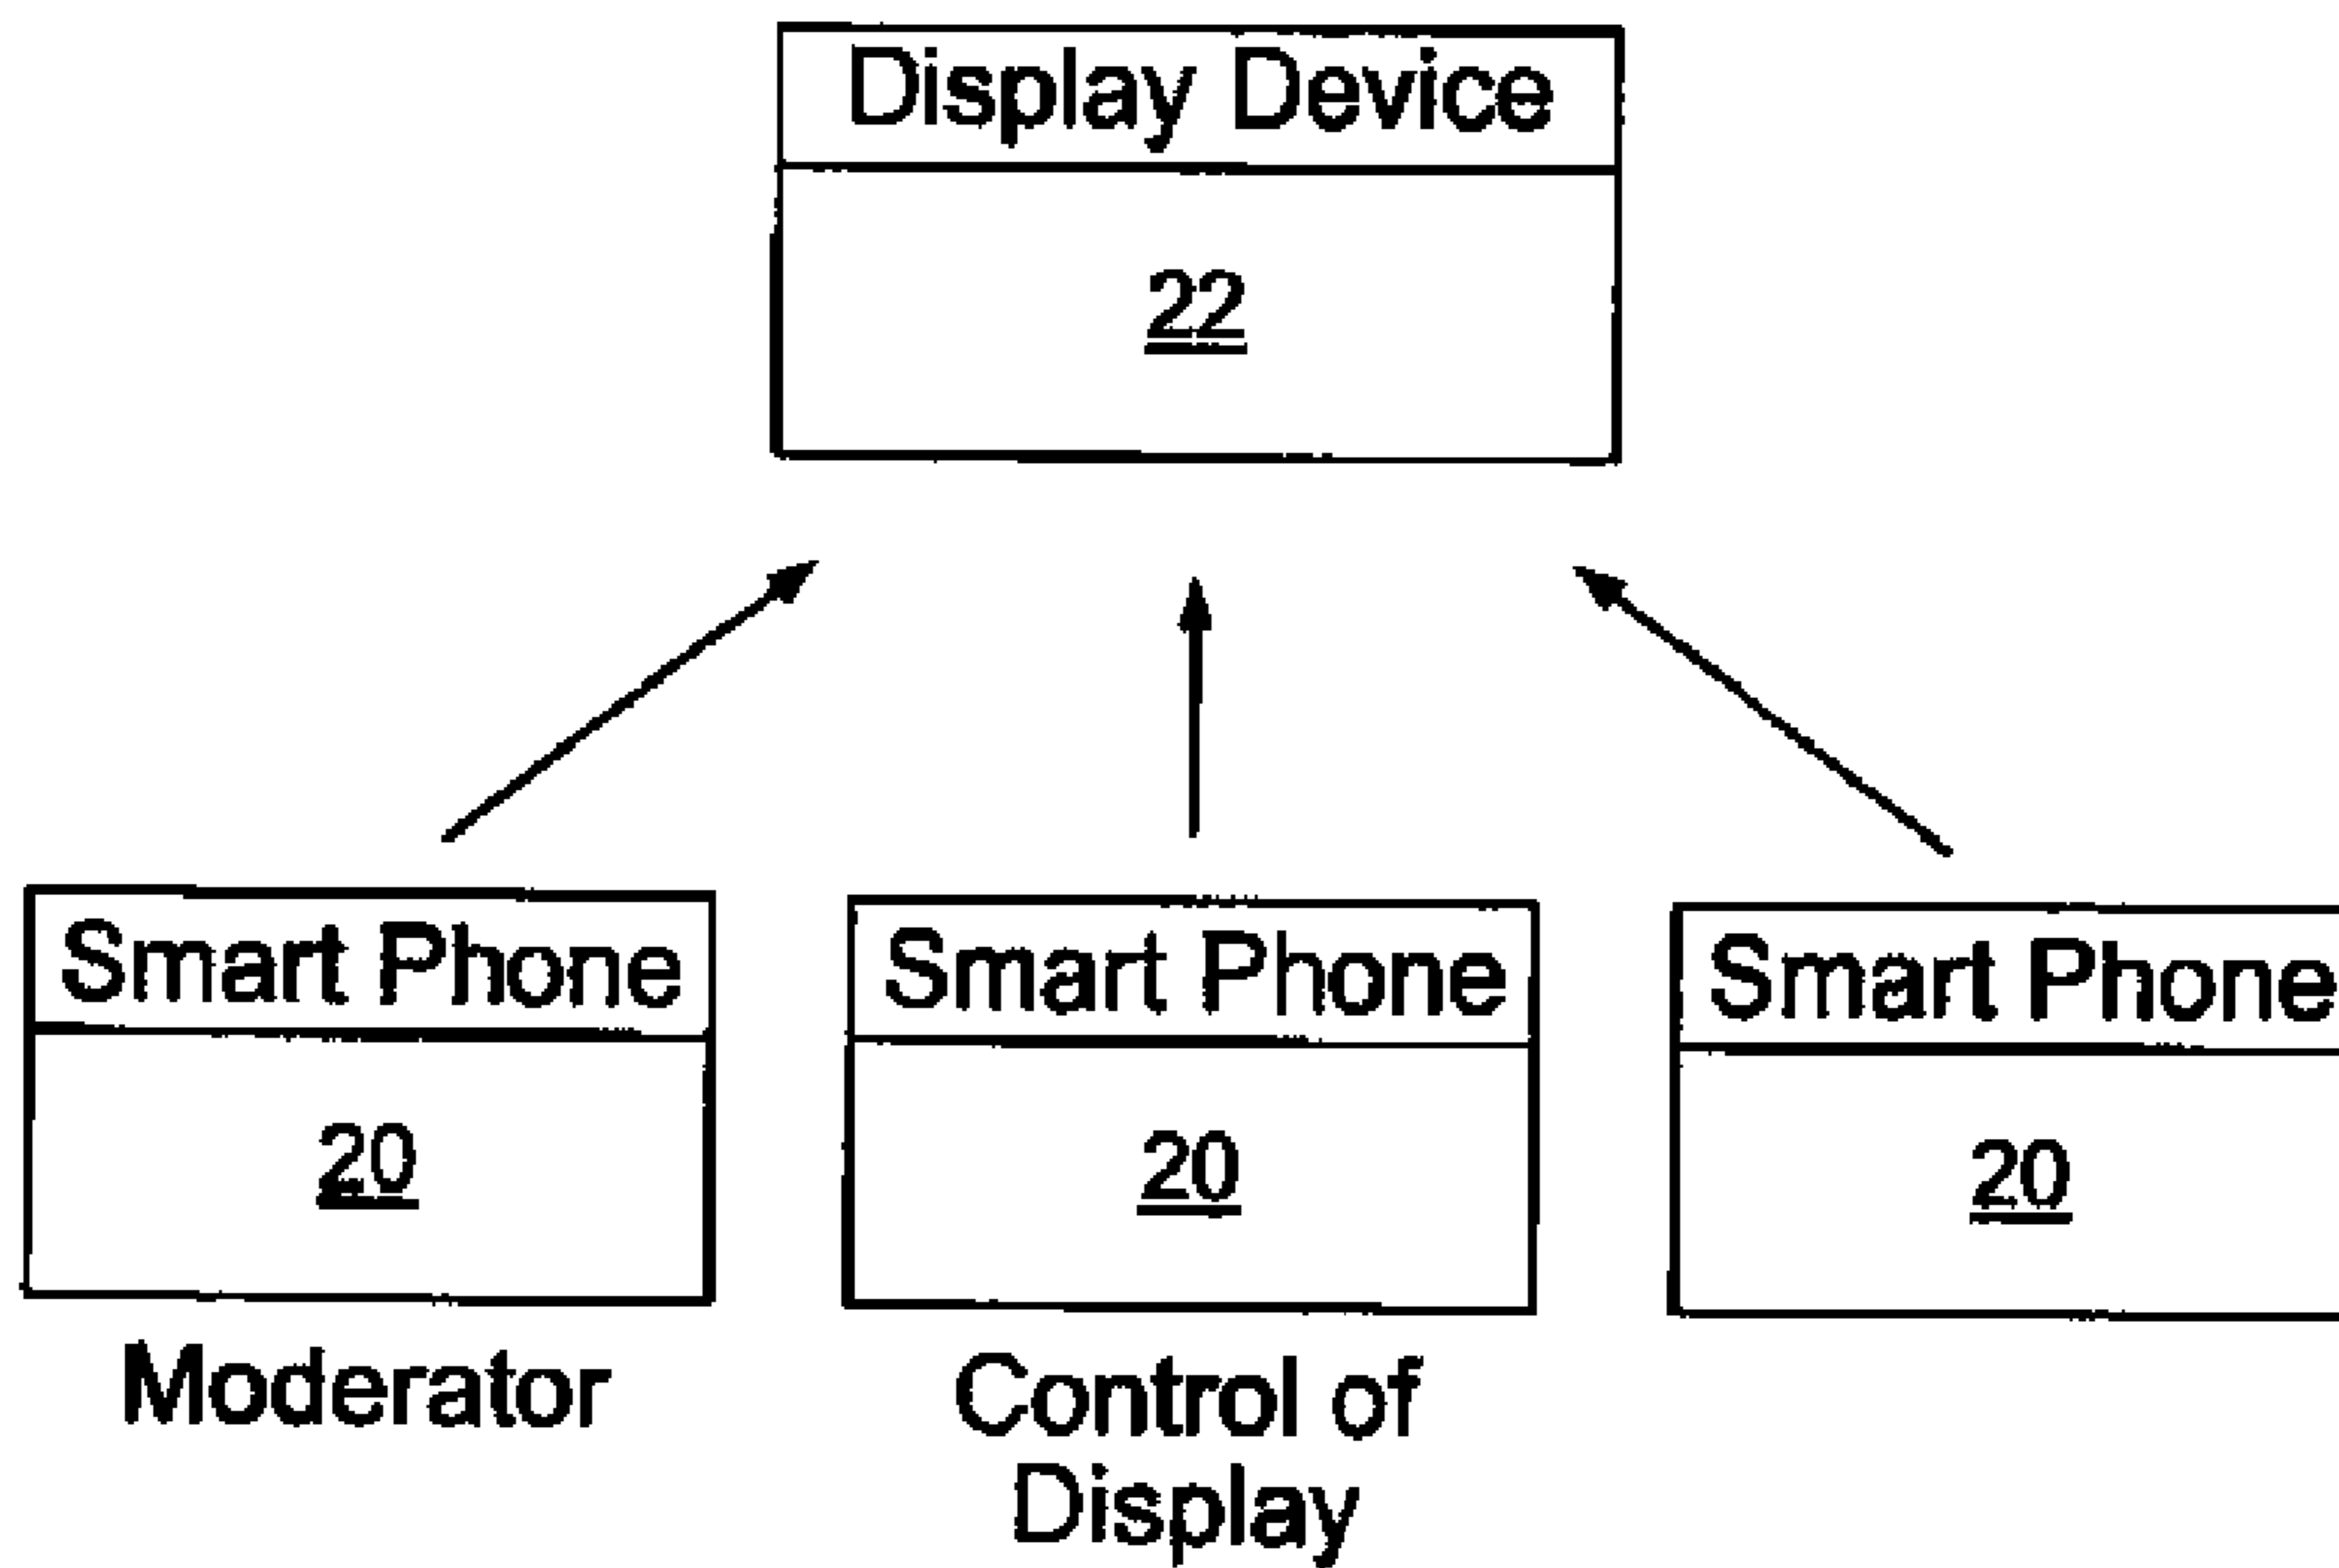 Display Device
22
Smart Phone
20
Moderator
Smart Phone
20
Control of
Display
Smart Phone
20